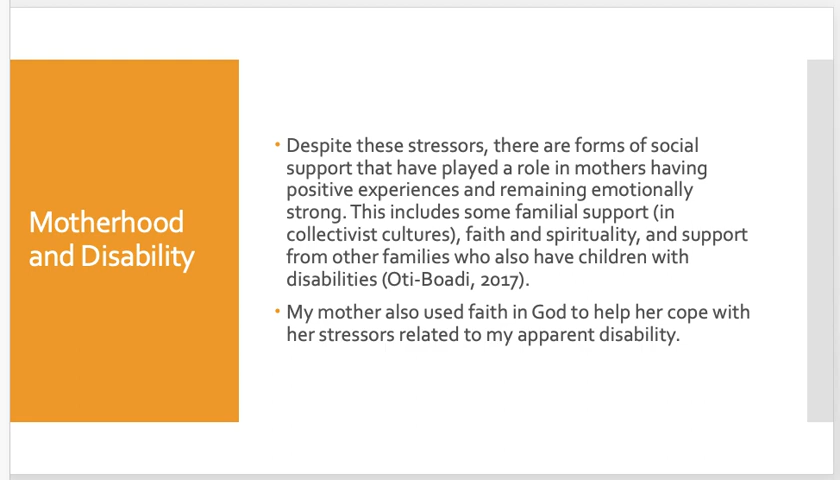 Motherhood
and Disability
• Despite these stressors, there are forms of social
support that have played a role in mothers having
positive experiences and remaining emotionally
strong. This includes some familial support (in
collectivist cultures), faith and spirituality, and support
from other families who also have children with
disabilities (Oti-Boadi, 2017).
• My mother also used faith in God to help her cope with
her stressors related to my apparent disability.